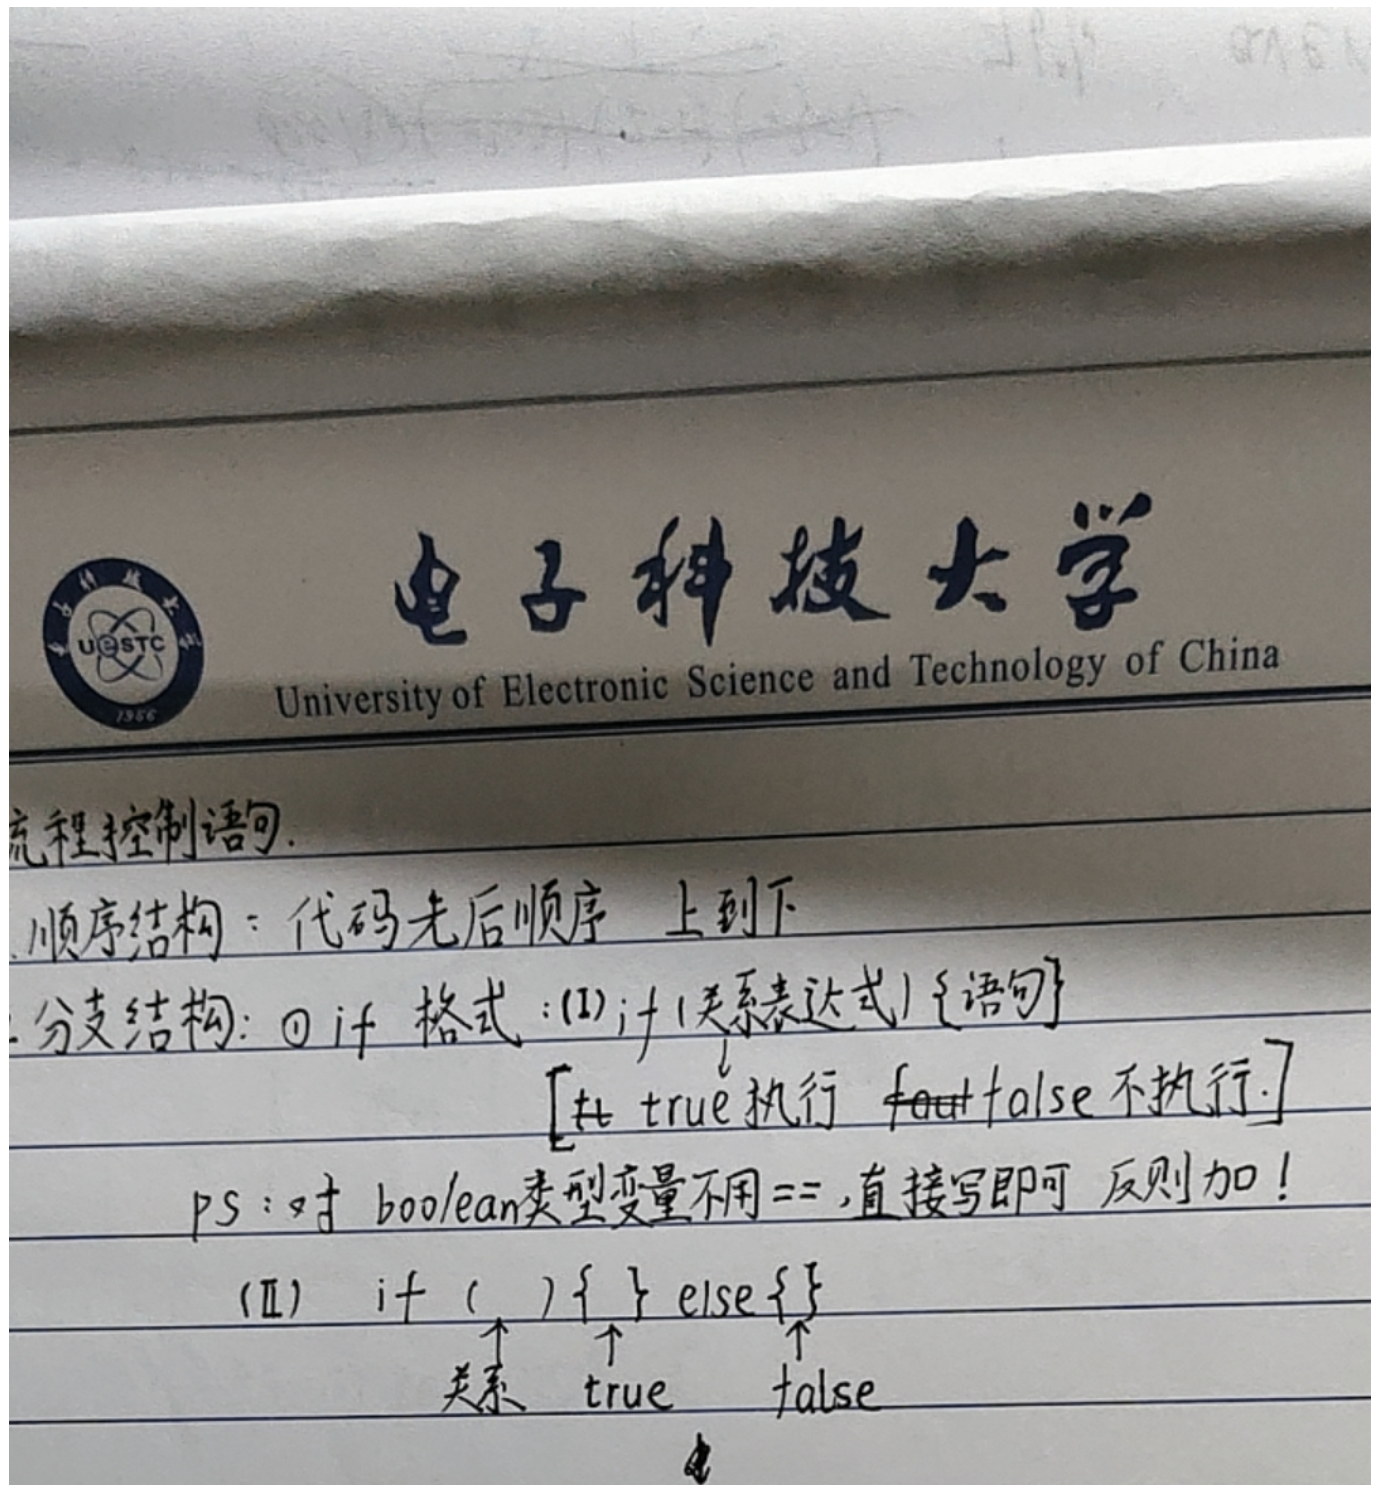 电子科技大学
UESTC
1956
University of Electronic Science and Technology of China
流程控制语句.
.顺序结构: 代码先后顺序 上到下
.分支结构: ① if 格式:(I) if (关系表达式) {语句}
[true执行 false 不执行.]
ps:对 boolean类型变量不用==,直接写即可 反则加!
(Ⅱ) if ( ) { } else { }
关系 true false